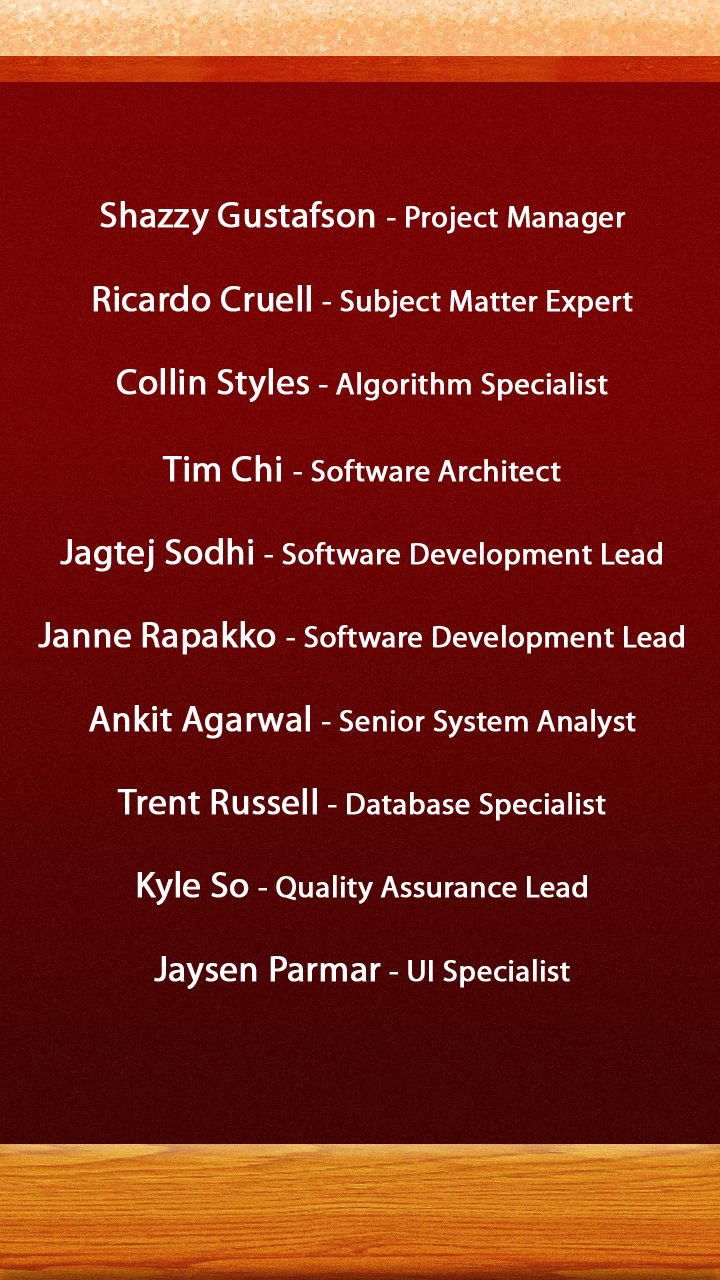 Shazzy Gustafson - Project Manager
Ricardo Cruell - Subject Matter Expert
Collin Styles - Algorithm Specialist
Tim Chi - Software Architect
Jagtej Sodhi - Software Development Lead
Janne Rapakko - Software Development Lead
Ankit Agarwal - Senior System Analyst
Trent Russell - Database Specialist
Kyle So - Quality Assurance Lead
Jaysen Parmar - UI Specialist